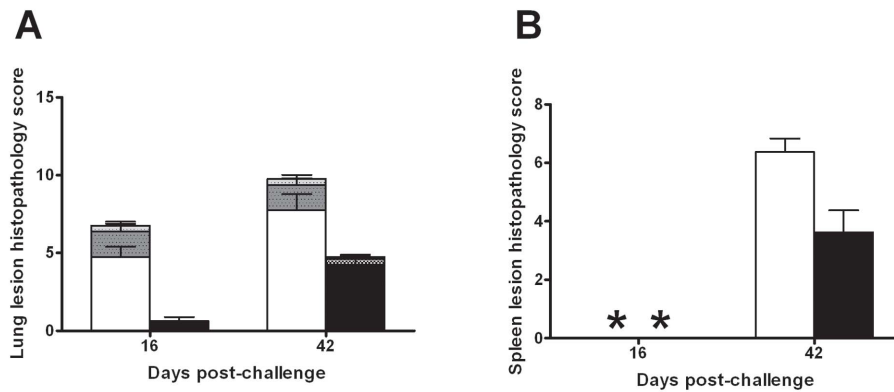 A
Lung lesion histopathology score
15
10
5
0
16
42
Days post-challenge
B
Spleen lesion histopathology score
8
6
4
2
0
* *
16
42
Days post-challenge